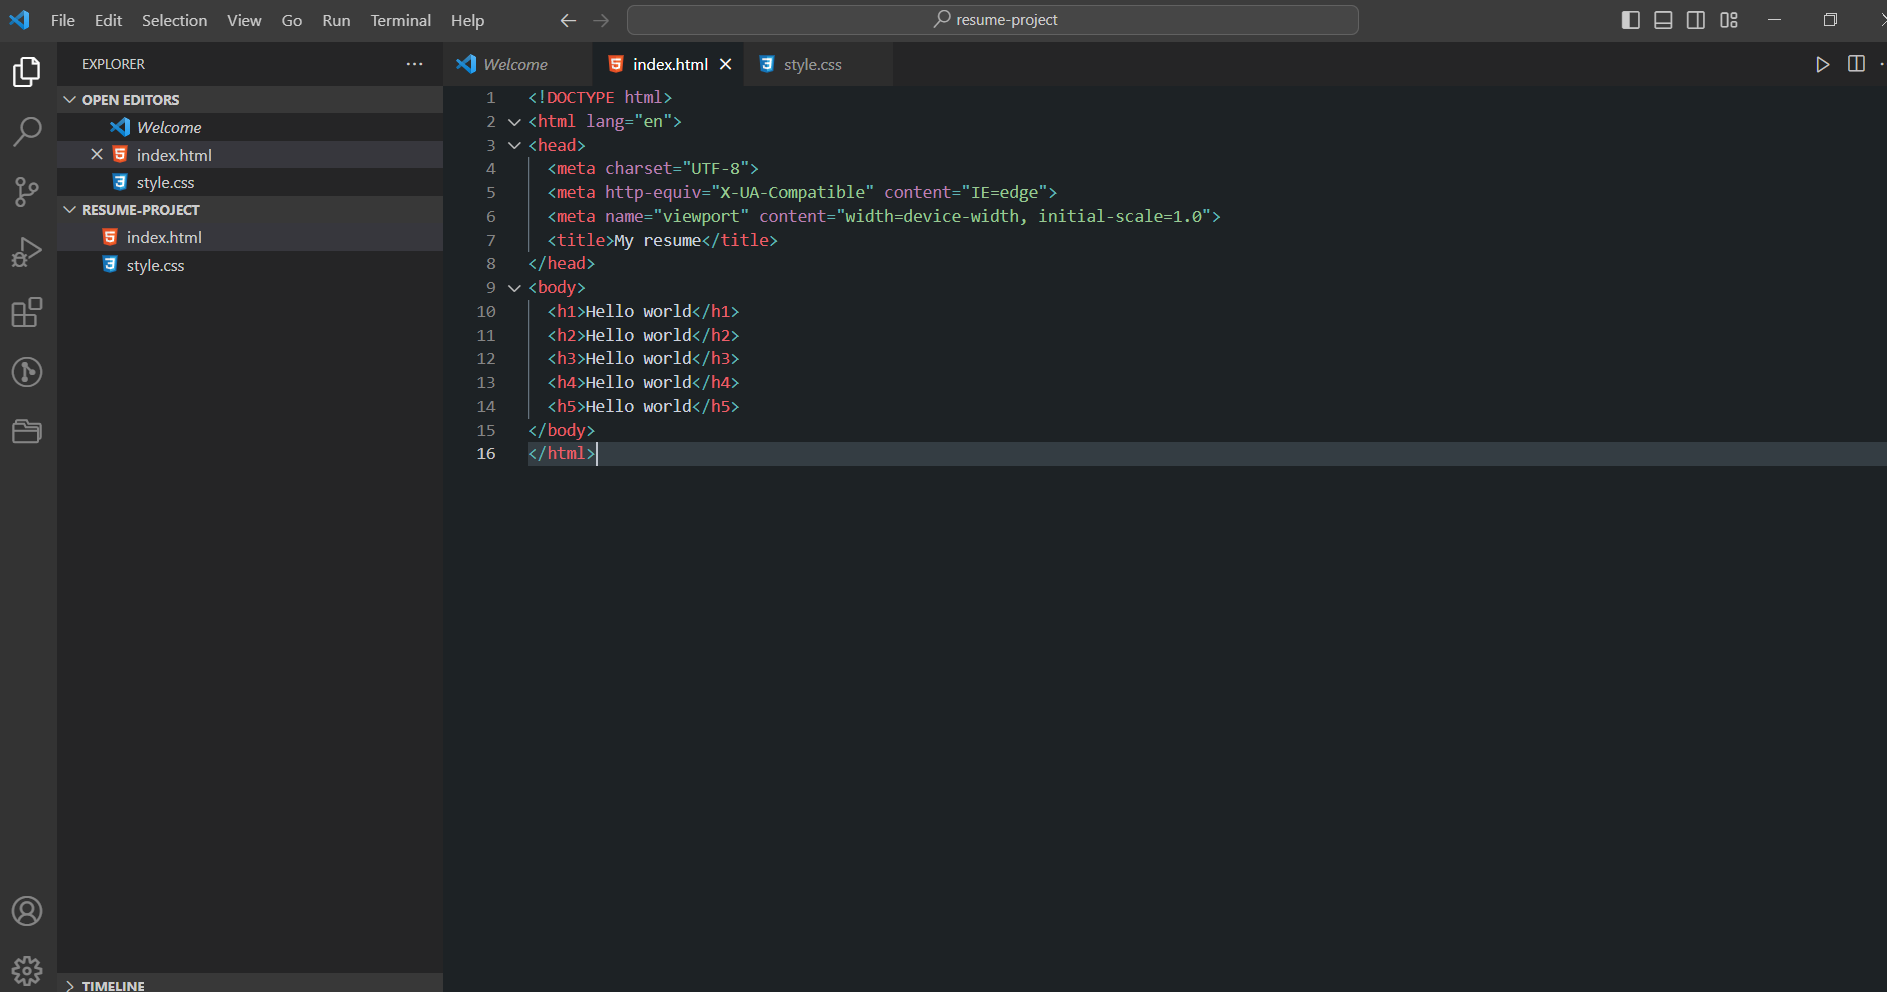 File Edit Selection View Go Run Terminal Help
resume-project
EXPLORER
OPEN EDITORS
Welcome
index.html
style.css
RESUME-PROJECT
index.html
style.css
TIMELINE
Welcome
index.html
style.css
1 <!DOCTYPE html>
2 <html lang="en">
3 <head>
4 <meta charset="UTF-8">
5 <meta http-equiv="X-UA-Compatible" content="IE=edge">
6 <meta name="viewport" content="width=device-width, initial-scale=1.0">
7 <title>My resume</title>
8 </head>
9 <body>
10 <h1>Hello world</h1>
11 <h2>Hello world</h2>
12 <h3>Hello world</h3>
13 <h4>Hello world</h4>
14 <h5>Hello world</h5>
15 </body>
16 </html>